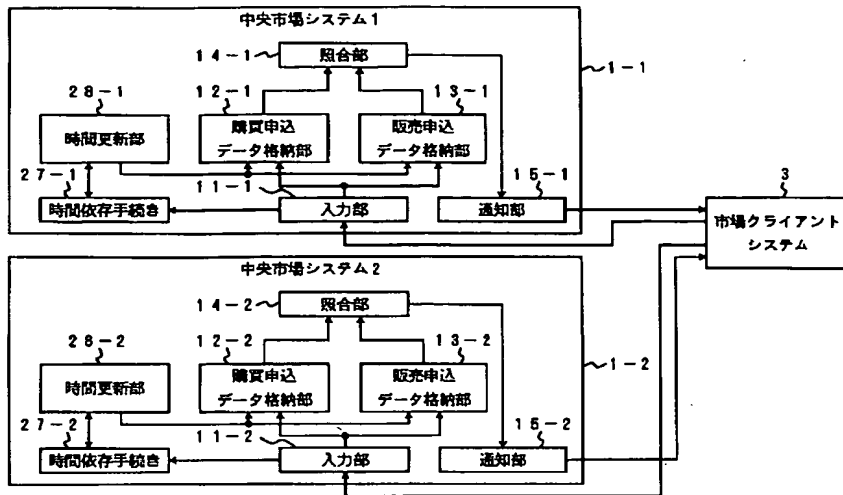 中央市場システム1
14-1
照合部
1-1
28-1
12-1
13-1
時間更新部
購買申込
データ格納部
販売申込
データ格納部
27-1
11-1
15-1
3
時間依存手続き
入力部
通知部
市場クライアント
システム
中央市場システム2
14-2
照合部
28-2
12-2
13-2
1-2
時間更新部
購買申込
データ格納部
販売申込
データ格納部
27-2
11-2
15-2
時間依存手続き
入力部
通知部